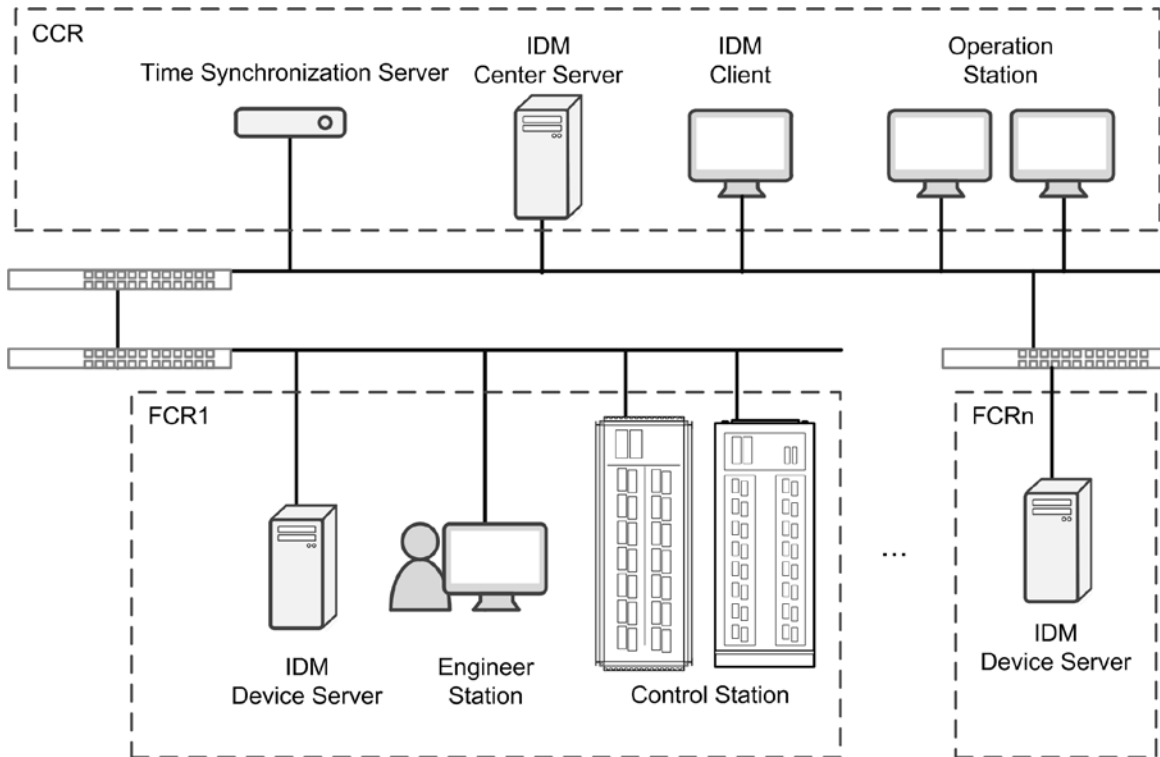 CCR
Time Synchronization Server
IDM
Center Server
IDM
Client
Operation
Station
FCR1
IDM
Device Server
Engineer
Station
Control Station
...
FCRn
IDM
Device Server